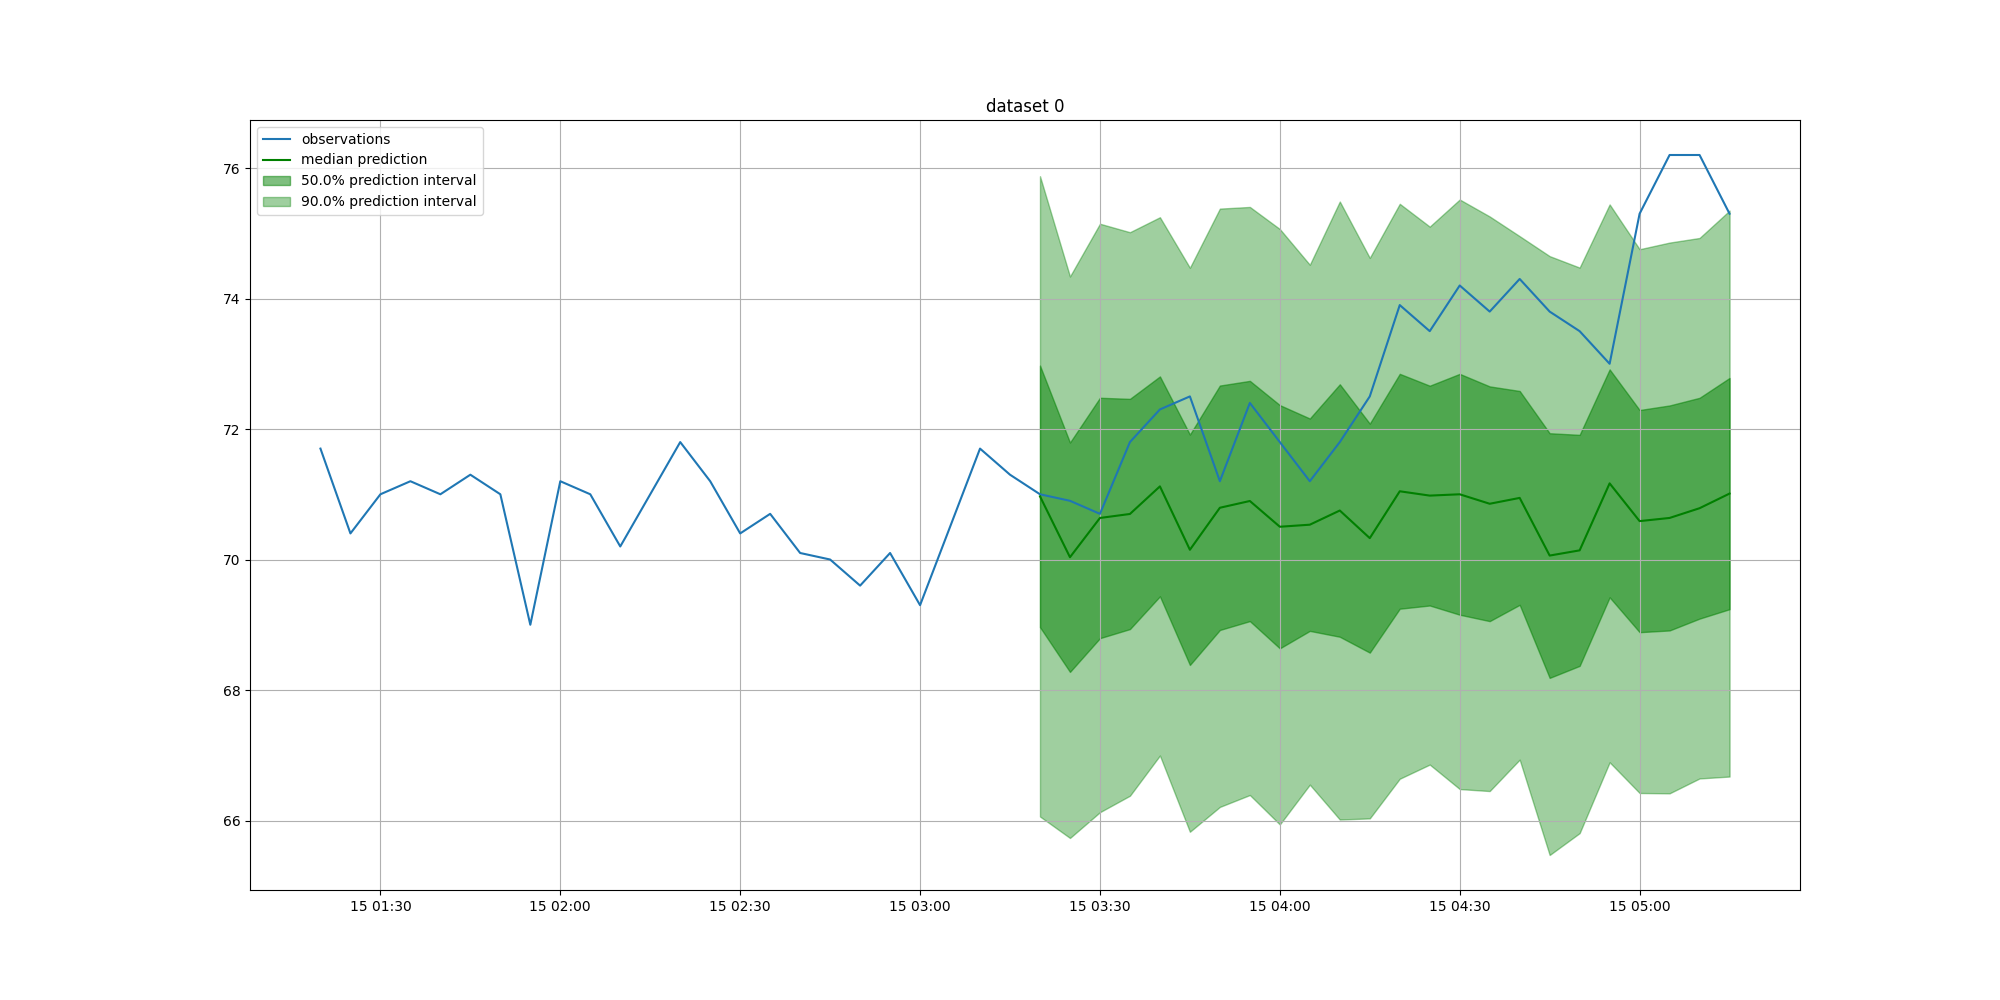 dataset 0
observations
median prediction
50.0% prediction interval
90.0% prediction interval
76
74
72
70
68
66
15 01:30 15 02:00 15 02:30 15 03:00 15 03:30 15 04:00 15 04:30 15 05:00